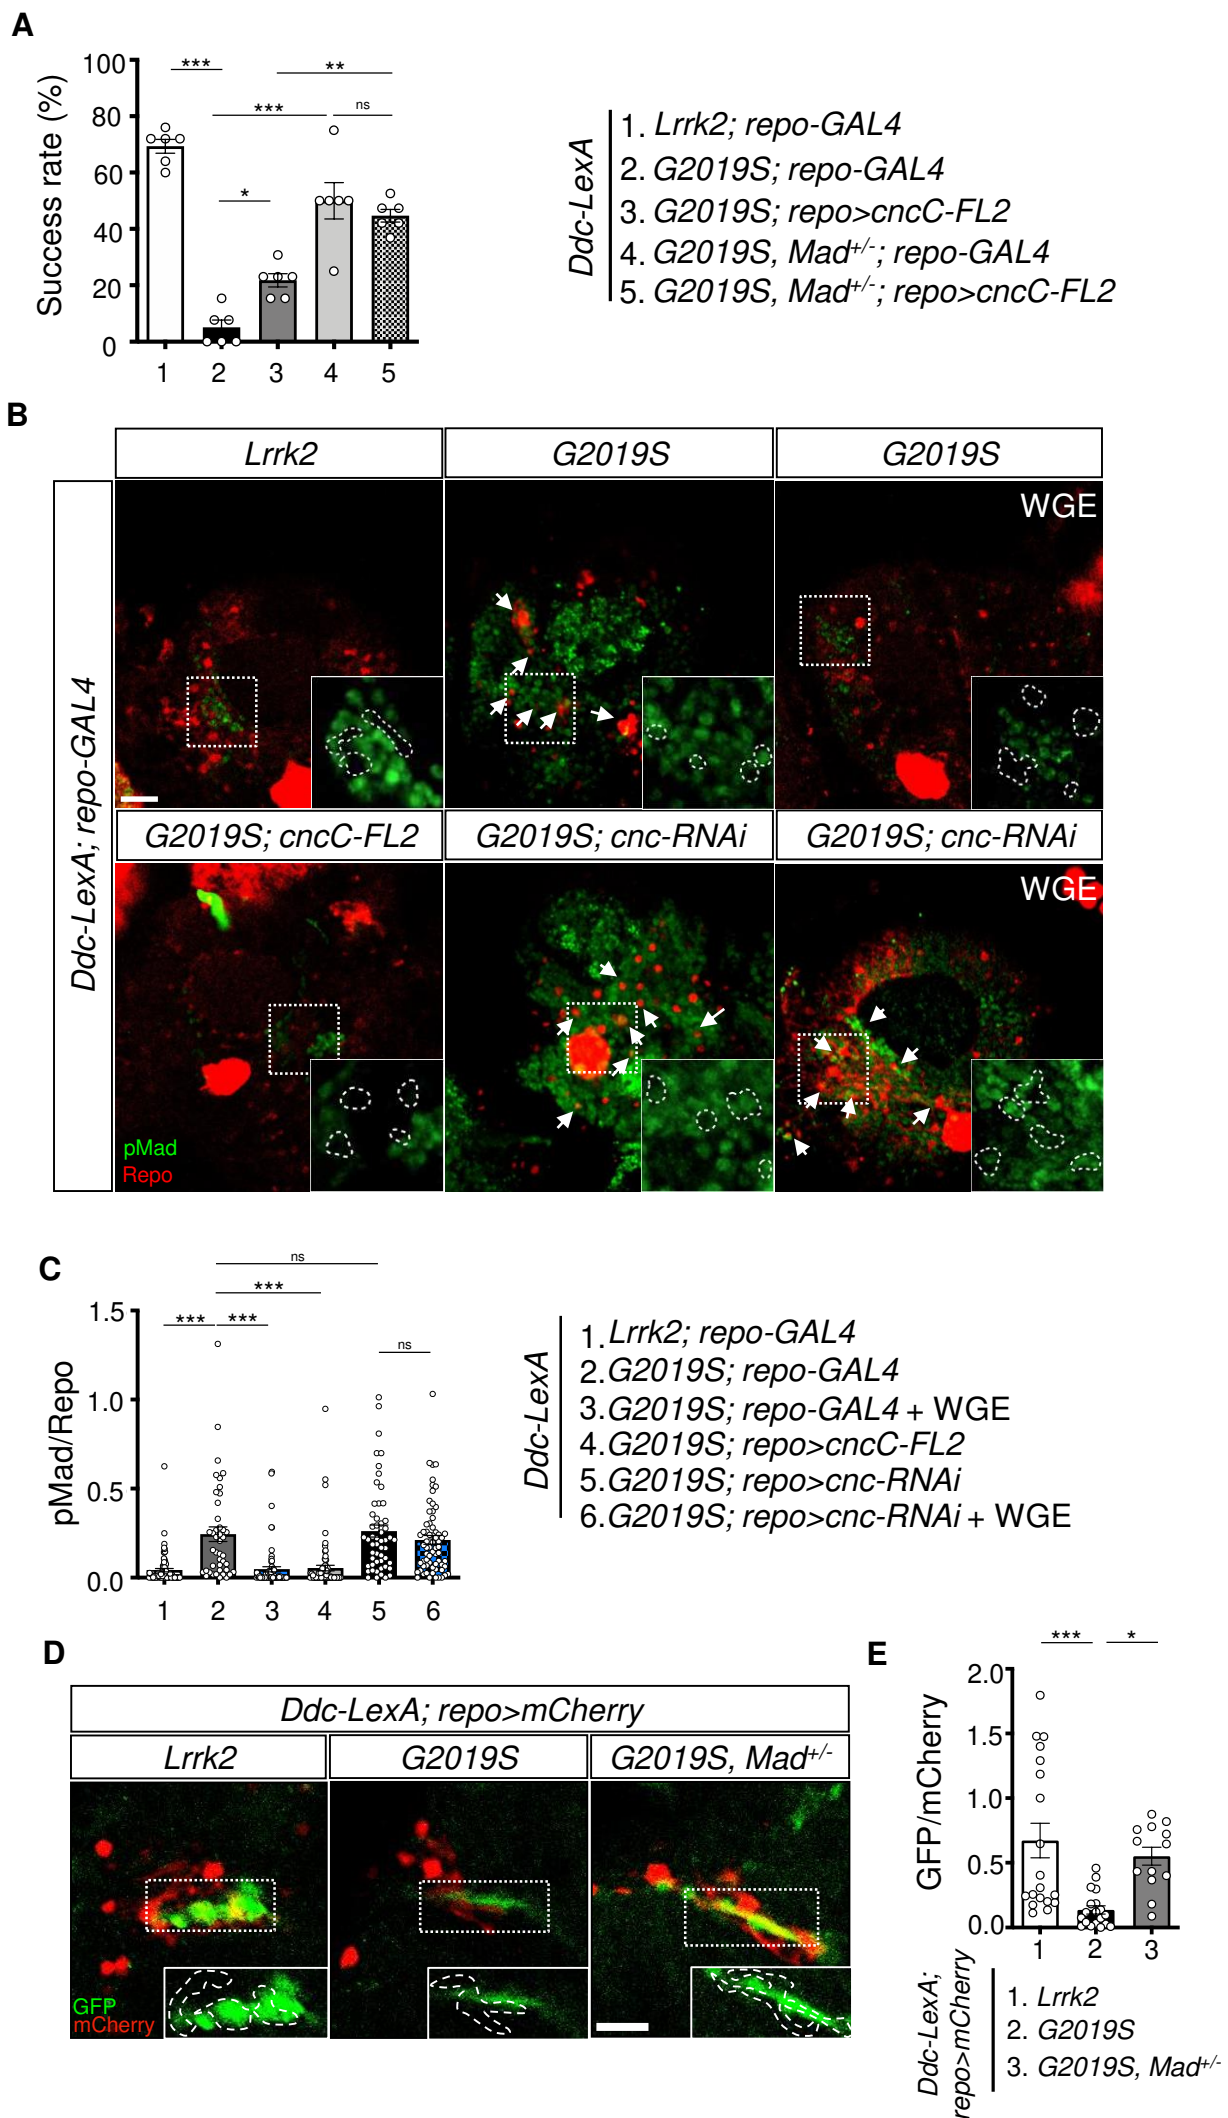 A
Success rate (%)
100
80
60
40
20
0
***
**
***
ns
*
1 2 3 4 5
Ddc-LexA
1. Lrrk2; repo-GAL4
2. G2019S; repo-GAL4
3. G2019S; repo>cncC-FL2
4. G2019S, Mad+/-; repo-GAL4
5. G2019S, Mad+/-; repo>cncC-FL2
B
Ddc-LexA; repo-GAL4
Lrrk2 G2019S G2019S
WGE
G2019S; cncC-FL2 G2019S; cnc-RNAi G2019S; cnc-RNAi
WGE
pMad
Repo
C
pMad/Repo
1.5
1.0
0.5
0.0
ns
***
*** ***
ns
1 2 3 4 5 6
Ddc-LexA
1. Lrrk2; repo-GAL4
2. G2019S; repo-GAL4
3. G2019S; repo-GAL4 + WGE
4. G2019S; repo>cncC-FL2
5. G2019S; repo>cnc-RNAi
6. G2019S; repo>cnc-RNAi + WGE
D
Ddc-LexA; repo>mCherry
Lrrk2 G2019S G2019S, Mad+/-
GFP
mCherry
E
GFP/mCherry
2.0
1.5
1.0
0.5
0.0
*** *
1 2 3
Ddc-LexA;
repo>mCherry
1. Lrrk2
2. G2019S
3. G2019S, Mad+/-